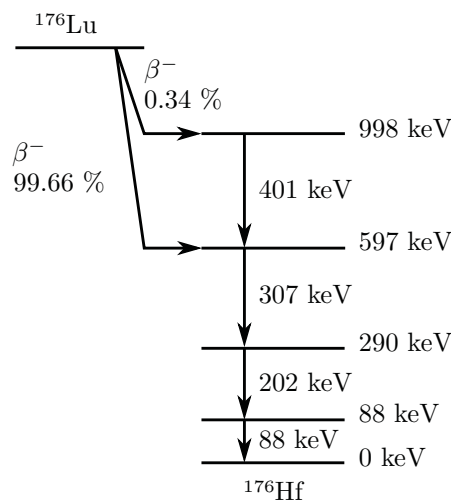 ¹⁷⁶Lu
β⁻
0.34 %
998 keV
β⁻
99.66 %
401 keV
597 keV
307 keV
290 keV
202 keV
88 keV
88 keV
0 keV
¹⁷⁶Hf